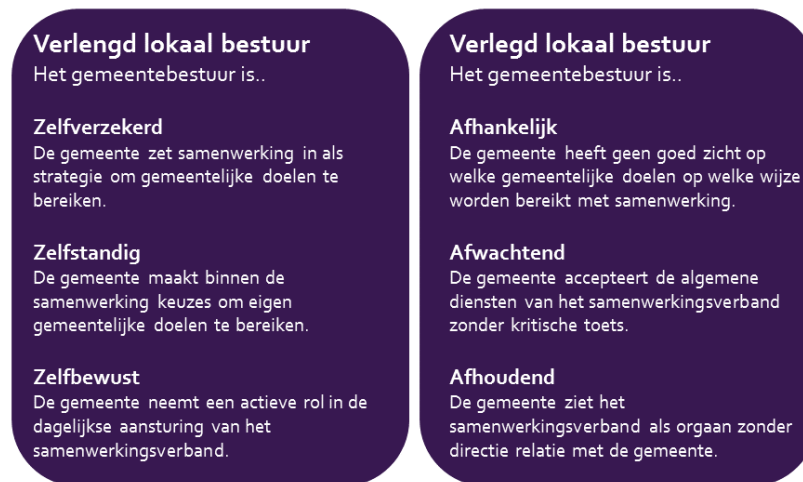 Verlengd lokaal bestuur
Het gemeentebestuur is..
Zelfverzekerd
De gemeente zet samenwerking in als
strategie om gemeentelijke doelen te
bereiken.
Zelfstandig
De gemeente maakt binnen de
samenwerking keuzes om eigen
gemeentelijke doelen te bereiken.
Zelfbewust
De gemeente neemt een actieve rol in de
dagelijkse aansturing van het
samenwerkingsverband.
Verlegd lokaal bestuur
Het gemeentebestuur is..
Afhankelijk
De gemeente heeft geen goed zicht op
welke gemeentelijke doelen op welke wijze
worden bereikt met samenwerking.
Afwachtend
De gemeente accepteert de algemene
diensten van het samenwerkingsverband
zonder kritische toets.
Afhoudend
De gemeente ziet het
samenwerkingsverband als orgaan zonder
directie relatie met de gemeente.